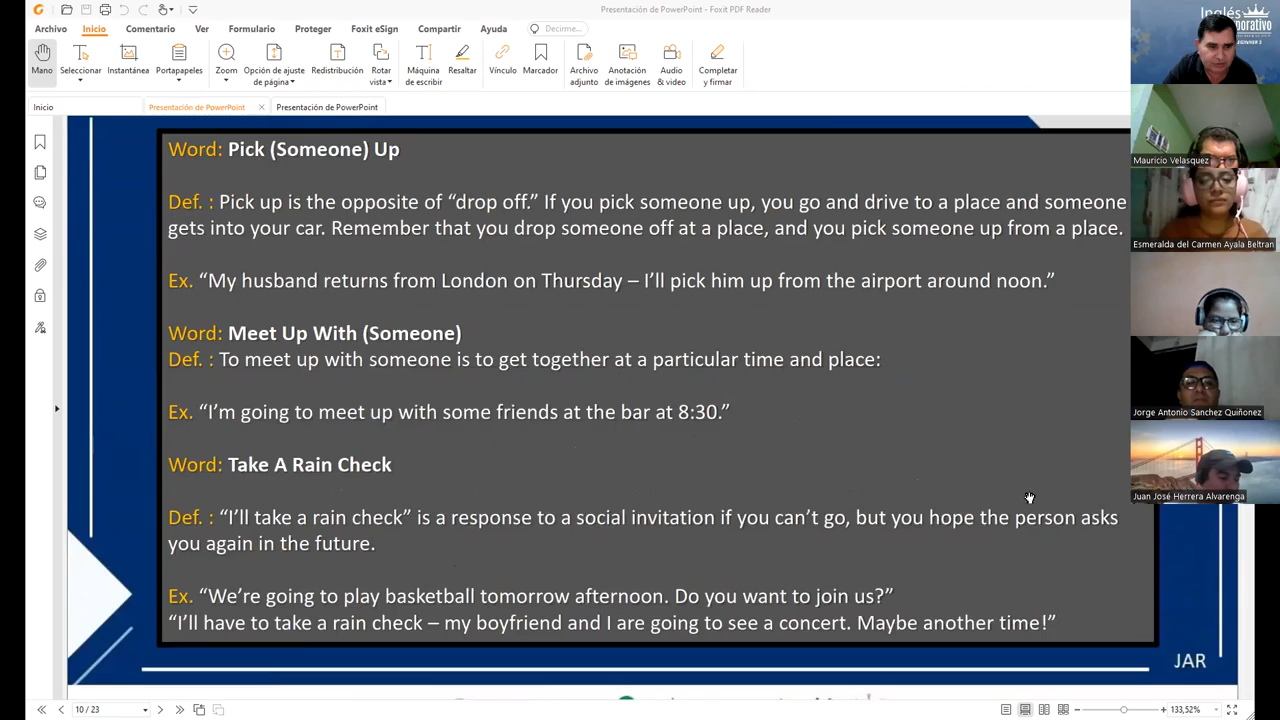 Presentación de PowerPoint - Foxit PDF Reader
Archivo Inicio Comentario Ver Formulario Proteger Foxit eSign Compartir Ayuda Decirme...
Mano Seleccionar Instantánea Portapapeles Zoom Opción de ajuste de página Redistribución Rotar vista Máquina de escribir Resaltar Vínculo Marcador Archivo adjunto Anotación de imágenes Audio & video Completar y firmar
Inicio Presentación de PowerPoint Presentación de PowerPoint
Word: Pick (Someone) Up
Def. : Pick up is the opposite of “drop off.” If you pick someone up, you go and drive to a place and someone
gets into your car. Remember that you drop someone off at a place, and you pick someone up from a place.
Ex. “My husband returns from London on Thursday – I’ll pick him up from the airport around noon.”
Word: Meet Up With (Someone)
Def. : To meet up with someone is to get together at a particular time and place:
Ex. “I’m going to meet up with some friends at the bar at 8:30.”
Word: Take A Rain Check
Def. : “I’ll take a rain check” is a response to a social invitation if you can’t go, but you hope the person asks
you again in the future.
Ex. “We’re going to play basketball tomorrow afternoon. Do you want to join us?”
“I’ll have to take a rain check – my boyfriend and I are going to see a concert. Maybe another time!”
JAR
10 / 23
133,52%
Inglés
Mauricio Velasquez
Esmeralda del Carmen Ayala Beltran
Jorge Antonio Sanchez Quiñonez
Juan José Herrera Alvarenga